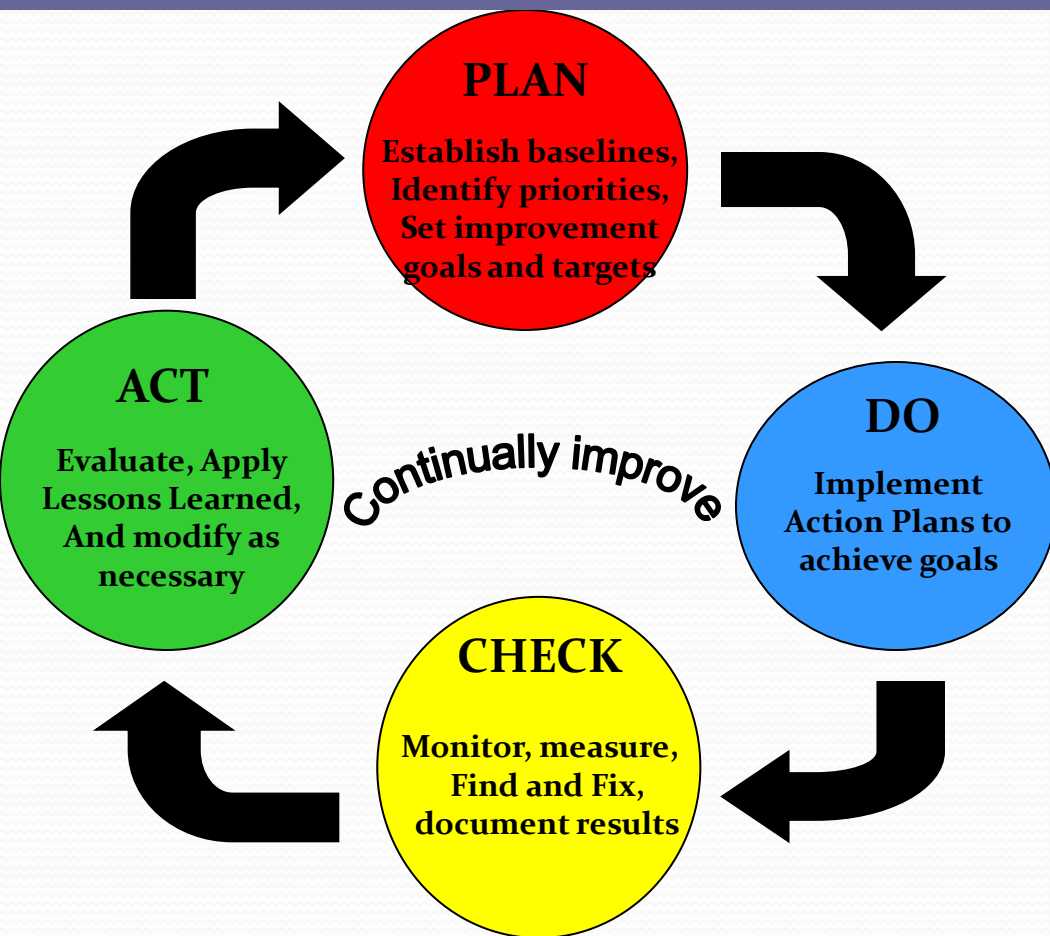 PLAN
Establish baselines,
Identify priorities,
Set improvement
goals and targets
DO
Implement
Action Plans to
achieve goals
CHECK
Monitor, measure,
Find and Fix,
document results
ACT
Evaluate, Apply
Lessons Learned,
And modify as
necessary
Continually improve